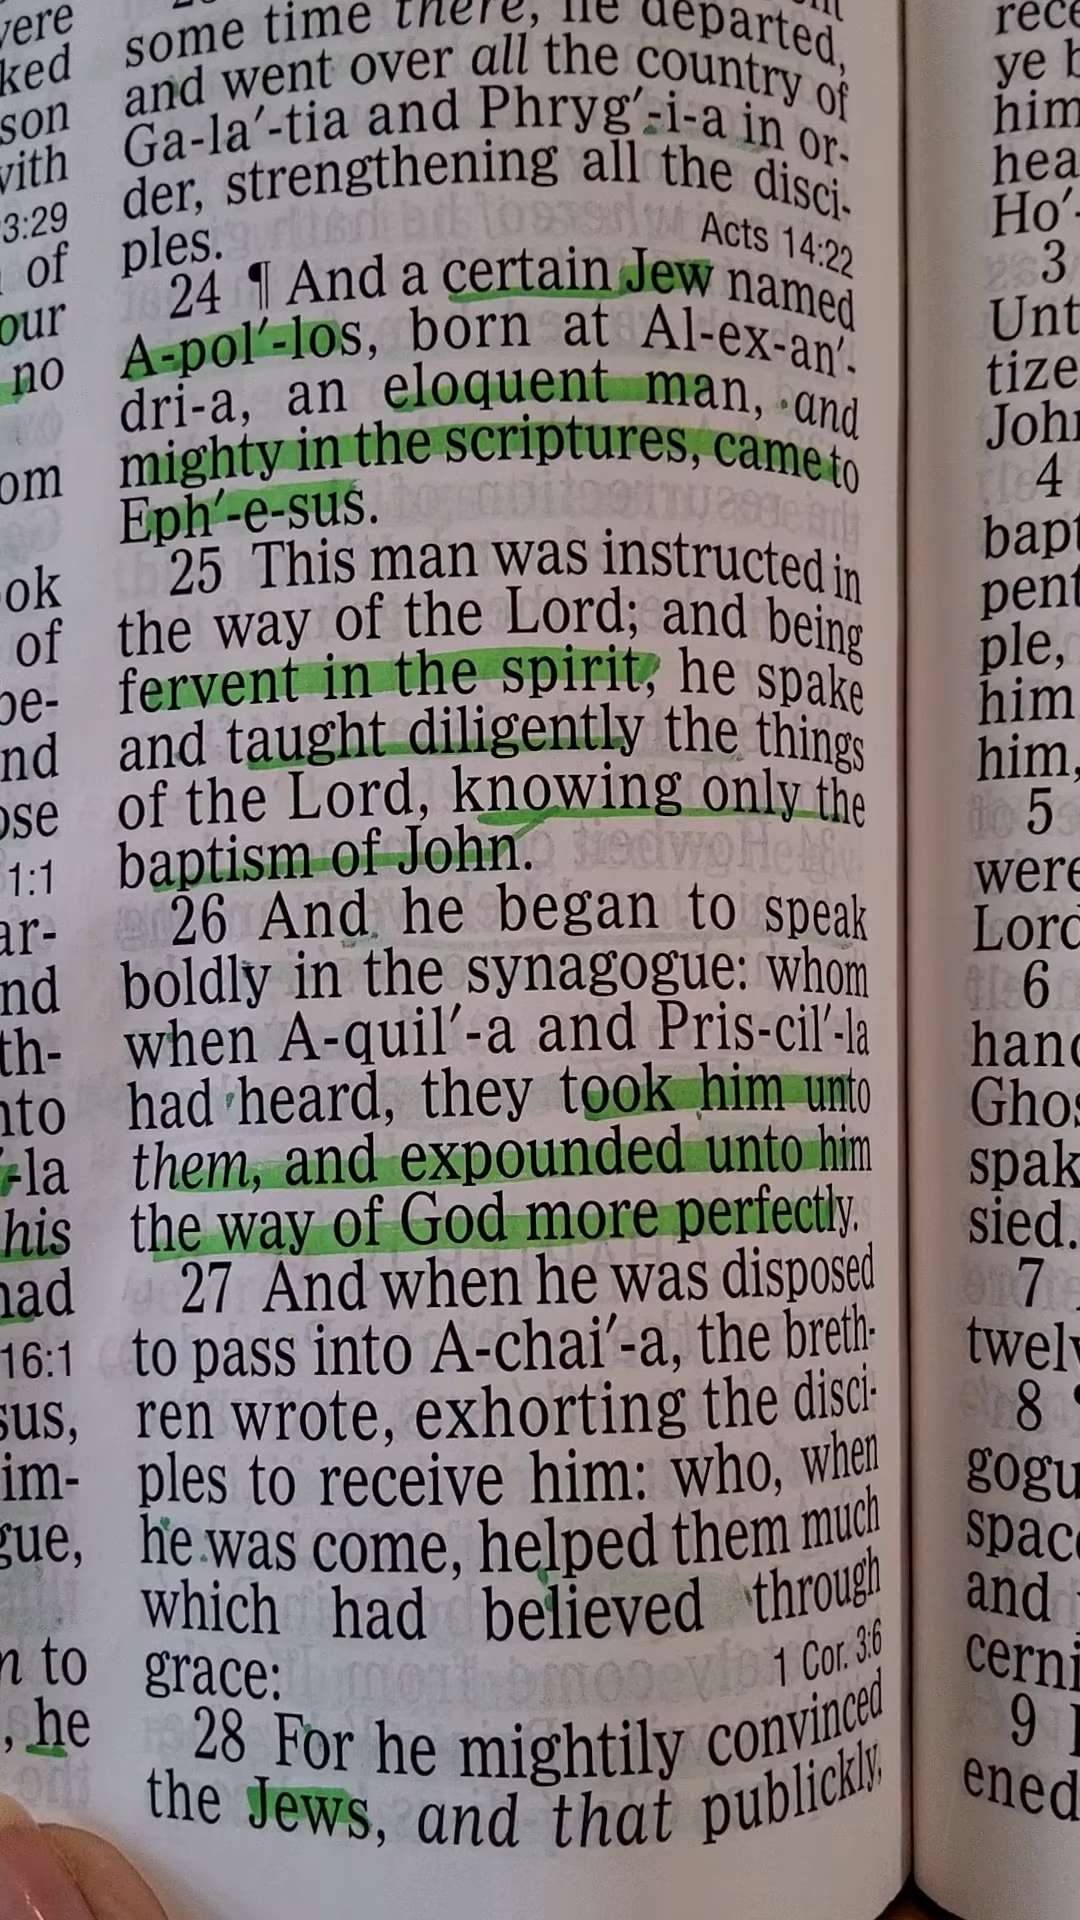 vere
ked
son
vith
3:29
of
our
no
om
ook
of
be-
nd
ose
1:1
ar-
nd
th-
nto
-la
his
had
16:1
sus,
im-
gue,
n to
, he
some time there, he departed,
and went over all the country of
Ga-la′-tia and Phryg′-i-a in or-
der, strengthening all the disci-
ples.
Acts 14:22
24 ¶ And a certain Jew named
A-pol′-los, born at Al-ex-an′-
dri-a, an eloquent man, and
mighty in the scriptures, came to
Eph′-e-sus.
25 This man was instructed in
the way of the Lord; and being
fervent in the spirit, he spake
and taught diligently the things
of the Lord, knowing only the
baptism of John.
26 And he began to speak
boldly in the synagogue: whom
when A-quil′-a and Pris-cil′-la
had heard, they took him unto
them, and expounded unto him
the way of God more perfectly.
27 And when he was disposed
to pass into A-chai′-a, the breth-
ren wrote, exhorting the disci-
ples to receive him: who, when
he was come, helped them much
which had believed through
grace:
1 Cor. 3:6
28 For he mightily convinced
the Jews, and that publickly,
rece
ye b
him
hea
Ho′-
3
Unt
tize
John
4
bapt
pent
ple,
him
him,
5
were
Lord
6
hand
Ghos
spak
sied.
7
twelv
8
gogu
space
and
cerni
9
ened